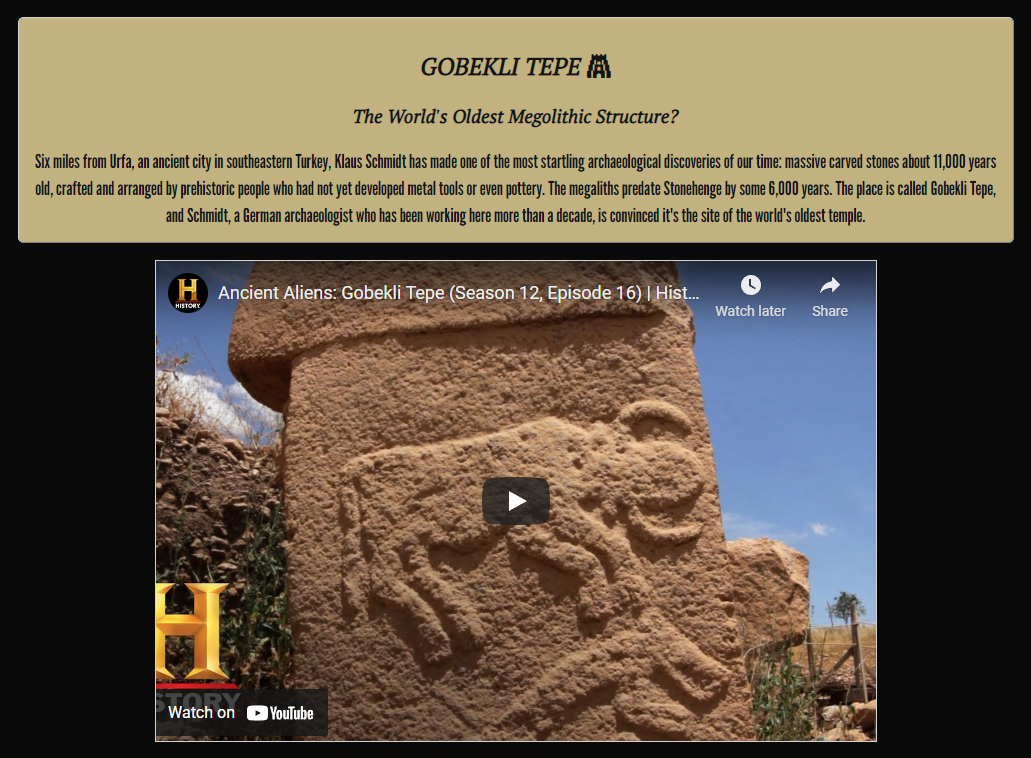 GOBEKLI TEPE
The World's Oldest Megolithic Structure?
Six miles from Urfa, an ancient city in southeastern Turkey, Klaus Schmidt has made one of the most startling archaeological discoveries of our time: massive carved stones about 11,000 years
old, crafted and arranged by prehistoric people who had not yet developed metal tools or even pottery. The megaliths predate Stonehenge by some 6,000 years. The place is called Gobekli Tepe,
and Schmidt, a German archaeologist who has been working here more than a decade, is convinced it's the site of the world's oldest temple.
H
HISTORY
Ancient Aliens: Gobekli Tepe (Season 12, Episode 16) | Hist...
Watch later
Share
H
STORY
Watch on YouTube